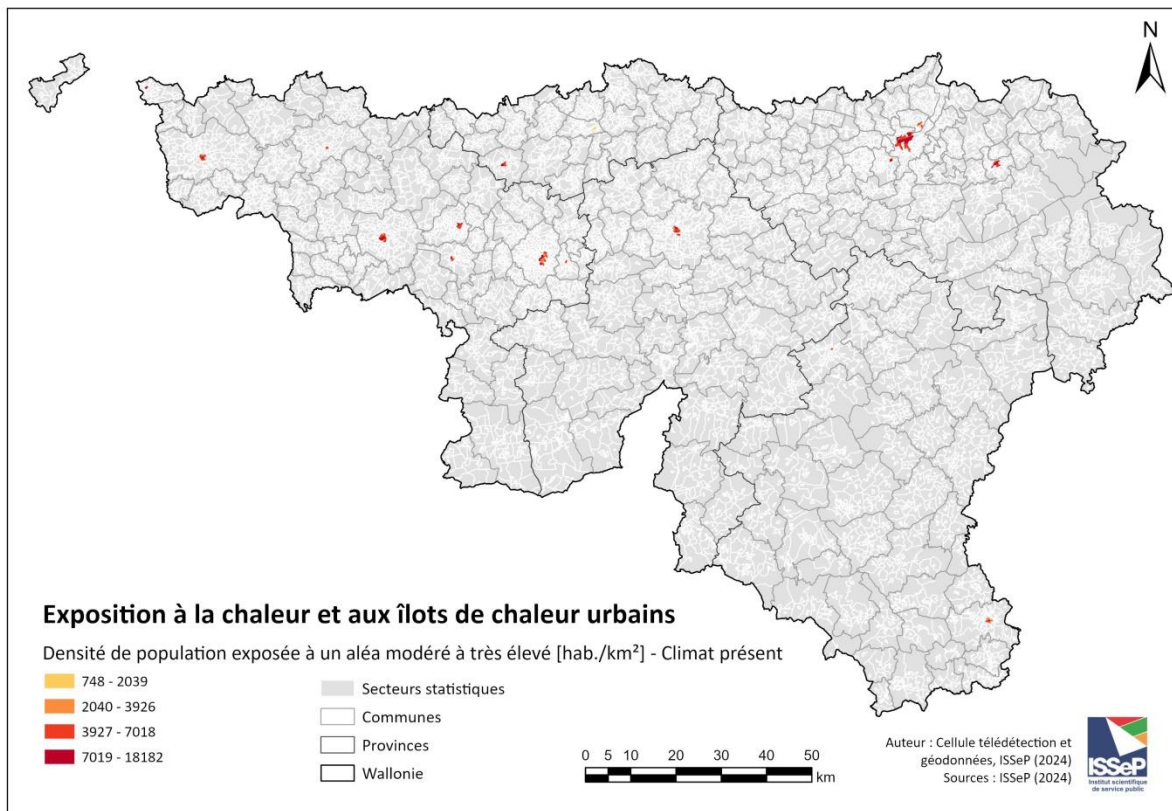 N
Exposition à la chaleur et aux îlots de chaleur urbains
Densité de population exposée à un aléa modéré à très élevé [hab./km²] - Climat présent
748 - 2039
2040 - 3926
3927 - 7018
7019 - 18182
Secteurs statistiques
Communes
Provinces
Wallonie
0 5 10 20 30 40 50
km
Auteur : Cellule télédétection et
géodonnées, ISSeP (2024)
Sources : ISSeP (2024)
ISSeP
Institut scientifique
de service public